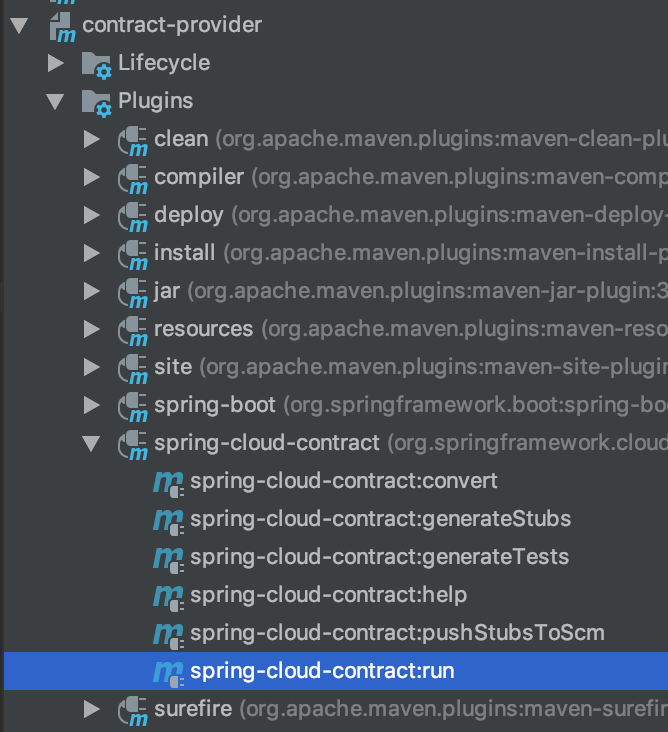 contract-provider
Lifecycle
Plugins
clean (org.apache.maven.plugins:maven-clean-plu
compiler (org.apache.maven.plugins:maven-comp
deploy (org.apache.maven.plugins:maven-deploy-
install (org.apache.maven.plugins:maven-install-p
jar (org.apache.maven.plugins:maven-jar-plugin:3
resources (org.apache.maven.plugins:maven-reso
site (org.apache.maven.plugins:maven-site-plugin
spring-boot (org.springframework.boot:spring-bo
spring-cloud-contract (org.springframework.cloud
spring-cloud-contract:convert
spring-cloud-contract:generateStubs
spring-cloud-contract:generateTests
spring-cloud-contract:help
spring-cloud-contract:pushStubsToScm
spring-cloud-contract:run
surefire (org.apache.maven.plugins:maven-surefir